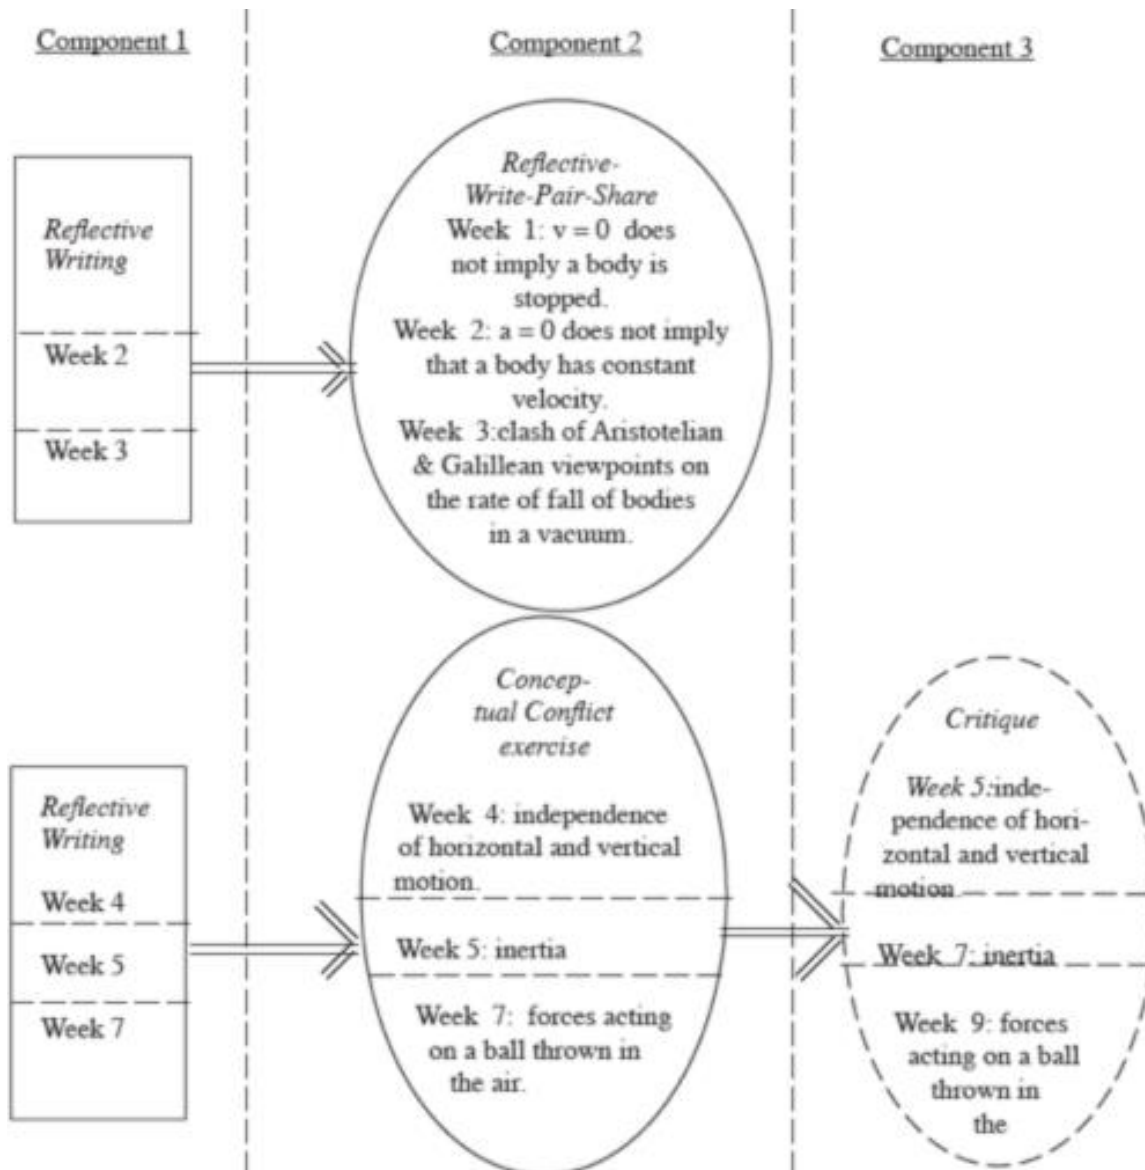 Component 1
Component 2
Component 3
Reflective
Writing
Week 2
Week 3
Reflective-
Write-Pair-Share
Week 1: v = 0 does
not imply a body is
stopped.
Week 2: a = 0 does not imply
that a body has constant
velocity.
Week 3:clash of Aristotelian
& Galillean viewpoints on
the rate of fall of bodies
in a vacuum.
Reflective
Writing
Week 4
Week 5
Week 7
Concep-
tual Conflict
exercise
Week 4: independence
of horizontal and vertical
motion.
Week 5: inertia
Week 7: forces acting
on a ball thrown in
the air.
Critique
Week 5:inde-
pendence of hori-
zontal and vertical
motion.
Week 7: inertia
Week 9: forces
acting on a ball
thrown in
the